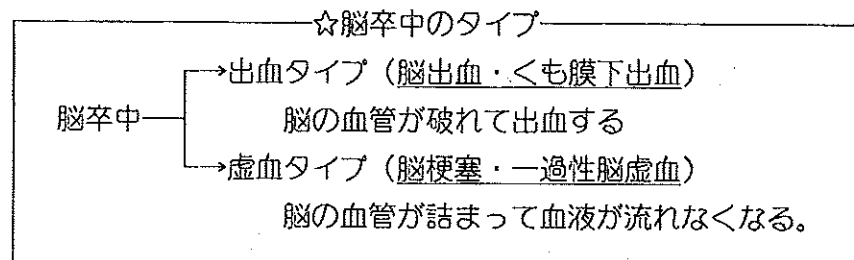 ☆脳卒中のタイプ
→出血タイプ（脳出血・くも膜下出血）
脳卒中
脳の血管が破れて出血する
→虚血タイプ（脳梗塞・一過性脳虚血）
脳の血管が詰まって血液が流れなくなる。